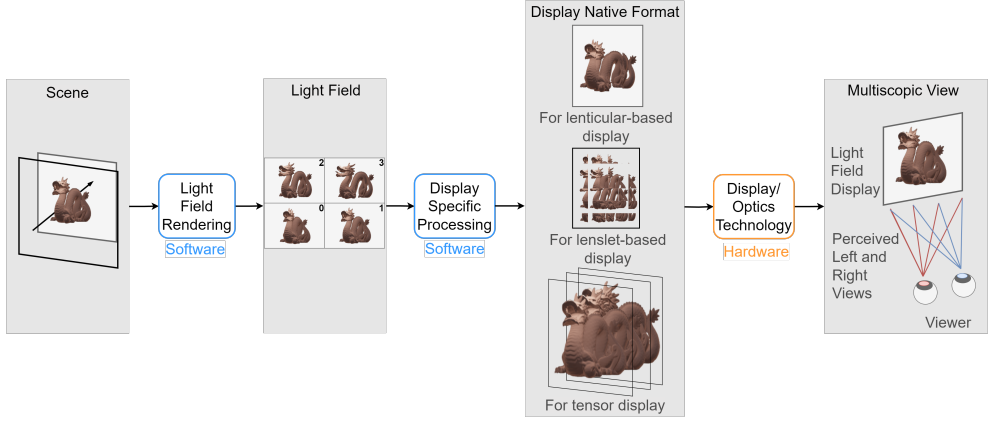 Scene
Light
Field
Rendering
Software
Light Field
2
3
0
1
Display
Specific
Processing
Software
Display Native Format
For lenticular-based
display
For lenslet-based
display
For tensor display
Display/
Optics
Technology
Hardware
Multiscopic View
Light
Field
Display
Perceived
Left and
Right
Views
Viewer